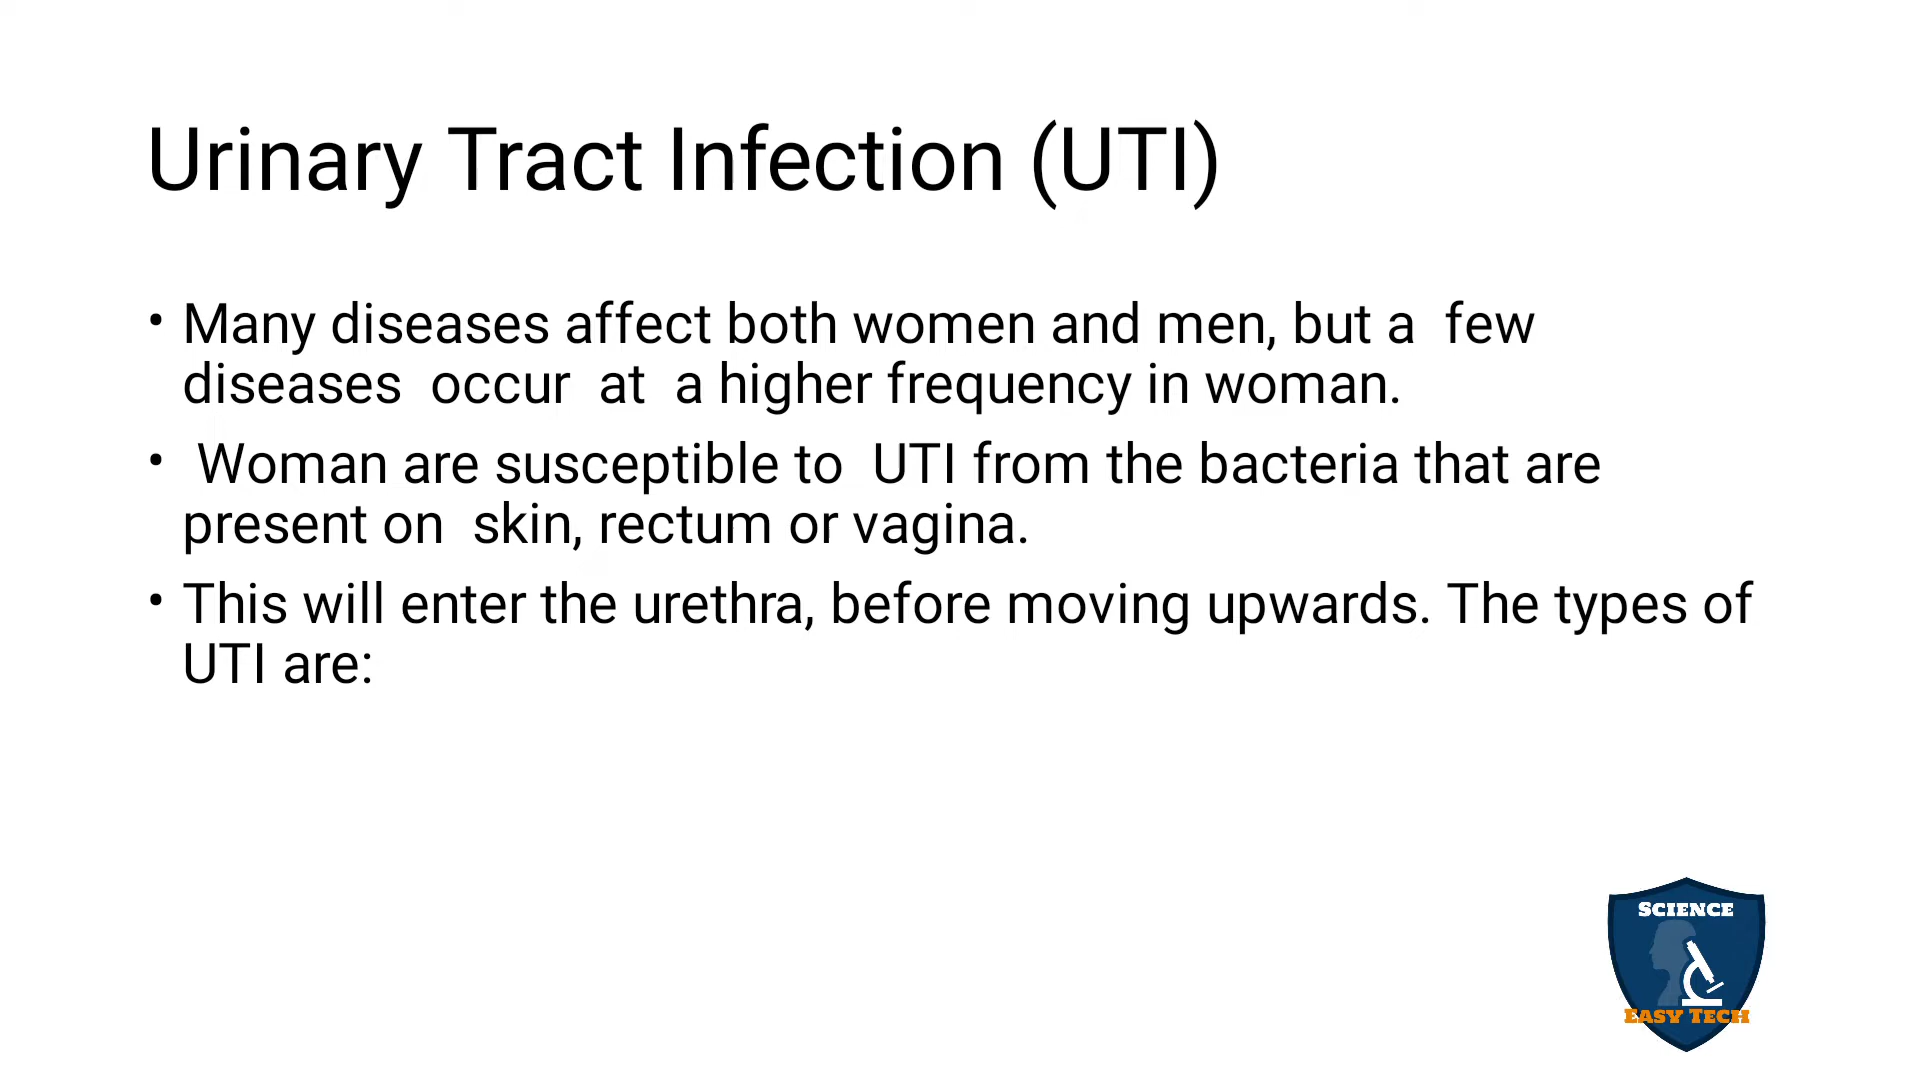 Urinary Tract Infection (UTI)
• Many diseases affect both women and men, but a  few
diseases  occur  at  a higher frequency in woman.
•  Woman are susceptible to  UTI from the bacteria that are
present on  skin, rectum or vagina.
• This will enter the urethra, before moving upwards. The types of
UTI are:
SCIENCE
EASY TECH